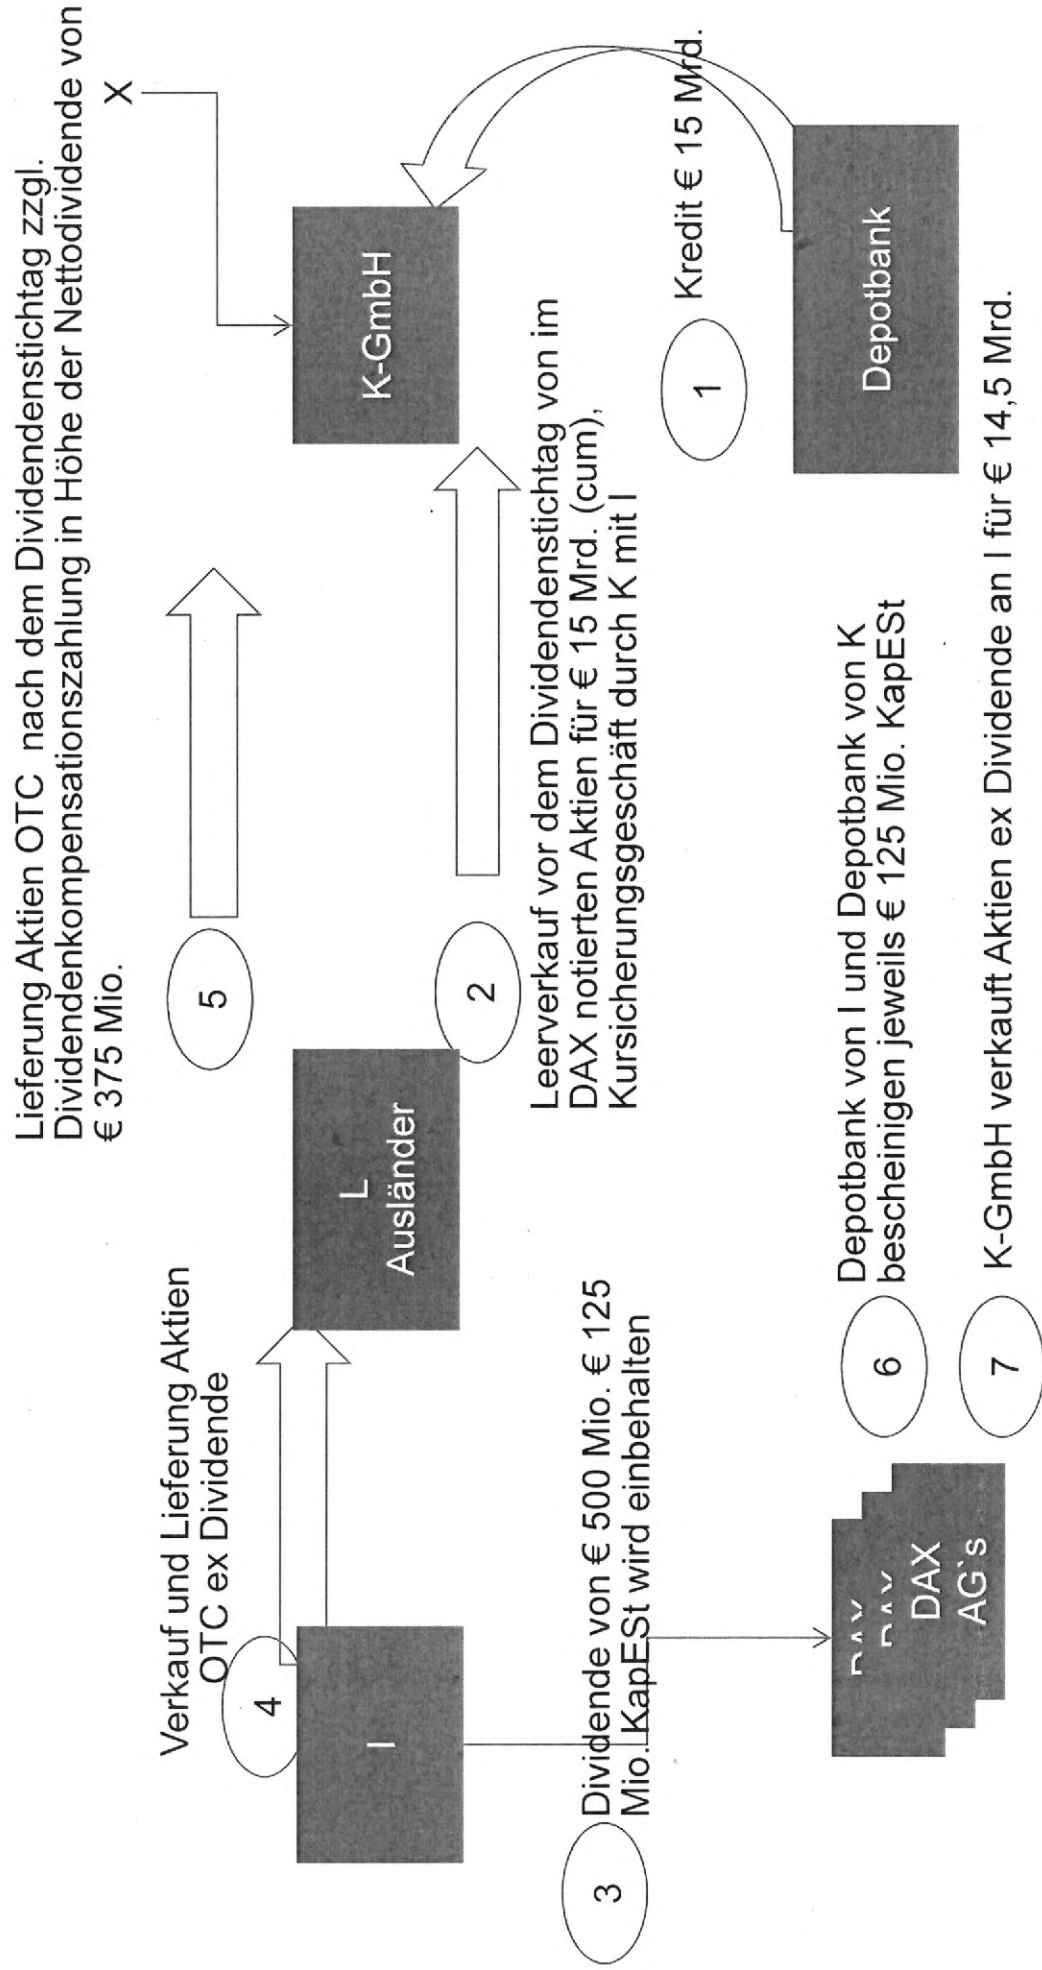 Lieferung Aktien OTC nach dem Dividendenstichtag zzgl.
Dividendenkompensationszahlung in Höhe der Nettodividende von
€ 375 Mio.
X
Verkauf und Lieferung Aktien
OTC ex Dividende
4
5
I
L
Ausländer
K-GmbH
2
Leerverkauf vor dem Dividendenstichtag von im
DAX notierten Aktien für € 15 Mrd. (cum),
Kursicherungsgeschäft durch K mit I
3
Dividende von € 500 Mio. € 125
Mio. KapESt wird einbehalten
1
Kredit € 15 Mrd.
Depotbank
DAX
DAX
DAX
AG`s
6
Depotbank von I und Depotbank von K
bescheinigen jeweils € 125 Mio. KapESt
7
K-GmbH verkauft Aktien ex Dividende an I für € 14,5 Mrd.